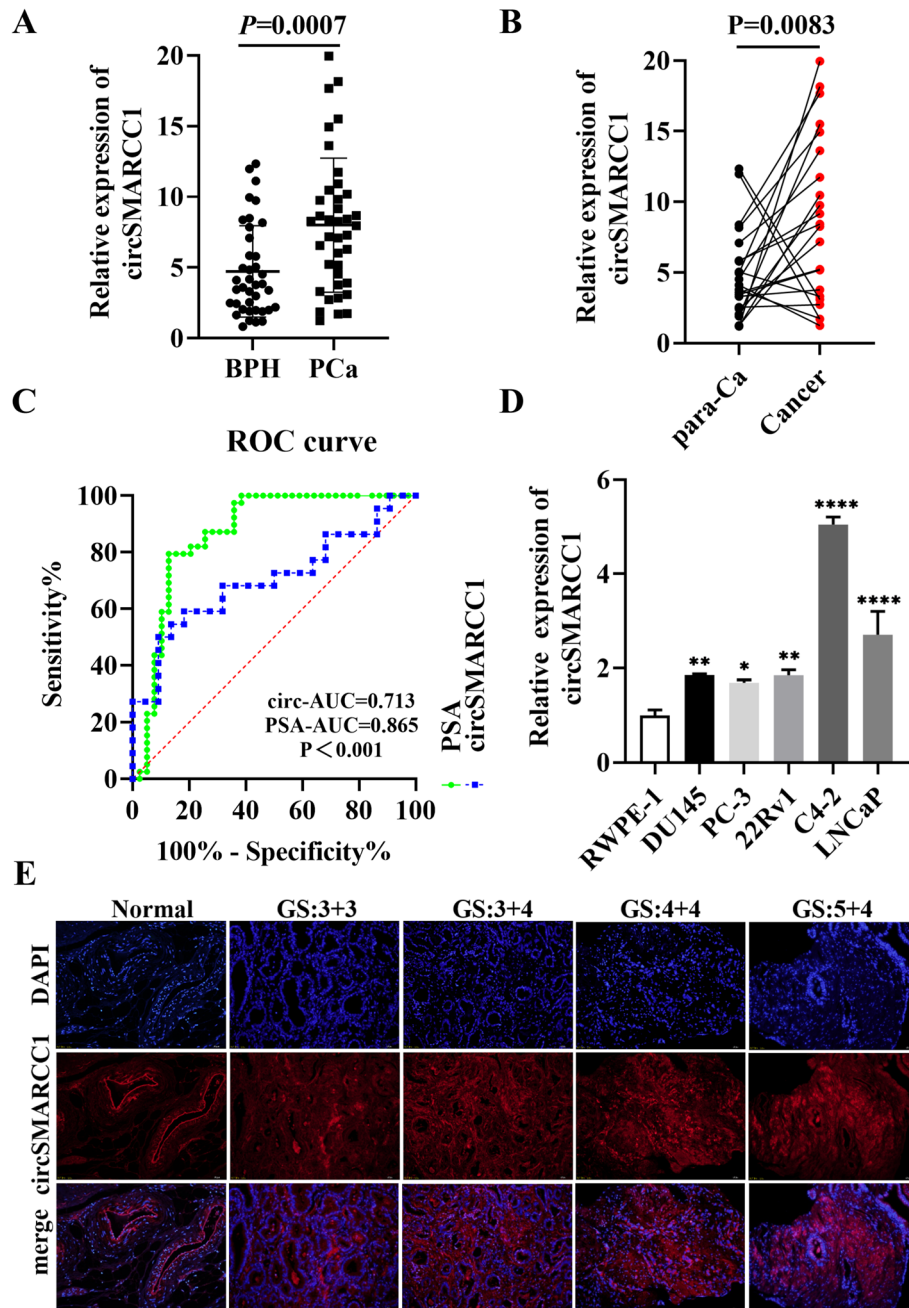 A
P=0.0007
Relative expression of
circSMARCC1
20
15
10
5
0
BPH
PCa
B
P=0.0083
Relative expression of
circSMARCC1
20
15
10
5
0
para-Ca
Cancer
C
ROC curve
Sensitivity%
100
80
60
40
20
0
0
20
40
60
80
100
100% - Specificity%
circ-AUC=0.713
PSA-AUC=0.865
P＜0.001
PSA
circSMARCC1
D
Relative expression of
circSMARCC1
6
4
2
0
**
*
**
****
****
RWPE-1
DU145
PC-3
22Rv1
C4-2
LNCaP
E
Normal
GS:3+3
GS:3+4
GS:4+4
GS:5+4
DAPI
circSMARCC1
merge